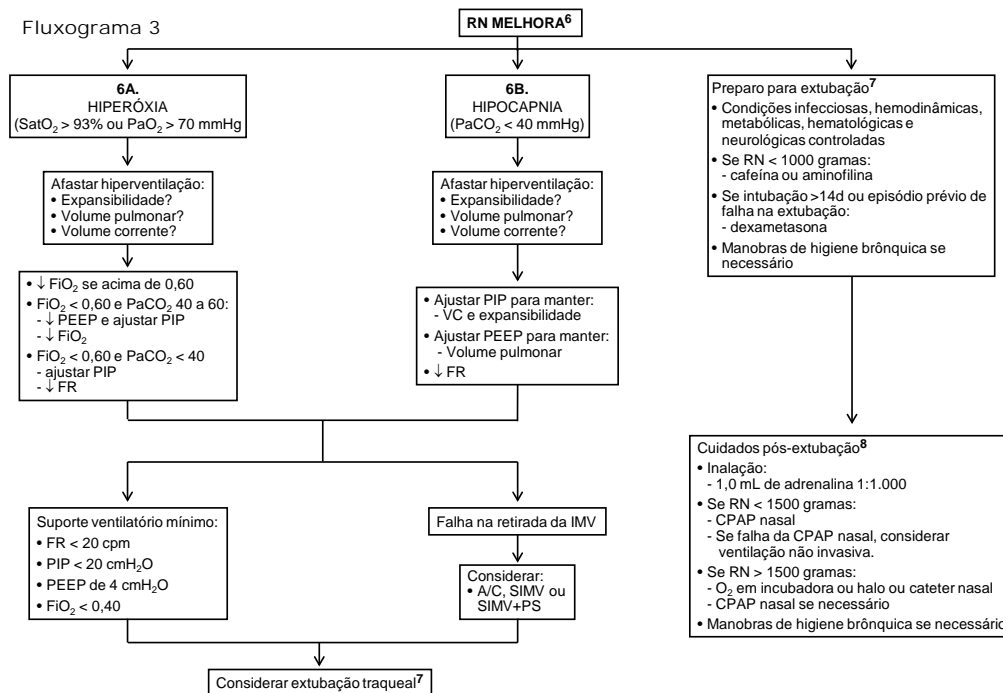 Fluxograma 3
RN MELHORA⁶
6A.
HIPERÓXIA
(SatO₂ > 93% ou PaO₂ > 70 mmHg
6B.
HIPOCAPNIA
(PaCO₂ < 40 mmHg)
Preparo para extubação⁷
• Condições infecciosas, hemodinâmicas,
metabólicas, hematológicas e
neurológicas controladas
• Se RN < 1000 gramas:
- cafeína ou aminofilina
• Se intubação >14d ou episódio prévio de
falha na extubação:
- dexametasona
• Manobras de higiene brônquica se
necessário
Afastar hiperventilação:
• Expansibilidade?
• Volume pulmonar?
• Volume corrente?
Afastar hiperventilação:
• Expansibilidade?
• Volume pulmonar?
• Volume corrente?
• ↓ FiO₂ se acima de 0,60
• FiO₂ < 0,60 e PaCO₂ 40 a 60:
- ↓ PEEP e ajustar PIP
- ↓ FiO₂
• FiO₂ < 0,60 e PaCO₂ < 40
- ajustar PIP
- ↓ FR
• Ajustar PIP para manter:
- VC e expansibilidade
• Ajustar PEEP para manter:
- Volume pulmonar
• ↓ FR
Cuidados pós-extubação⁸
• Inalação:
- 1,0 mL de adrenalina 1:1.000
• Se RN < 1500 gramas:
- CPAP nasal
- Se falha da CPAP nasal, considerar
ventilação não invasiva.
• Se RN > 1500 gramas:
- O₂ em incubadora ou halo ou cateter nasal
- CPAP nasal se necessário
• Manobras de higiene brônquica se necessário
Suporte ventilatório mínimo:
• FR < 20 cpm
• PIP < 20 cmH₂O
• PEEP de 4 cmH₂O
• FiO₂ < 0,40
Falha na retirada da IMV
Considerar:
• A/C, SIMV ou
SIMV+PS
Considerar extubação traqueal⁷